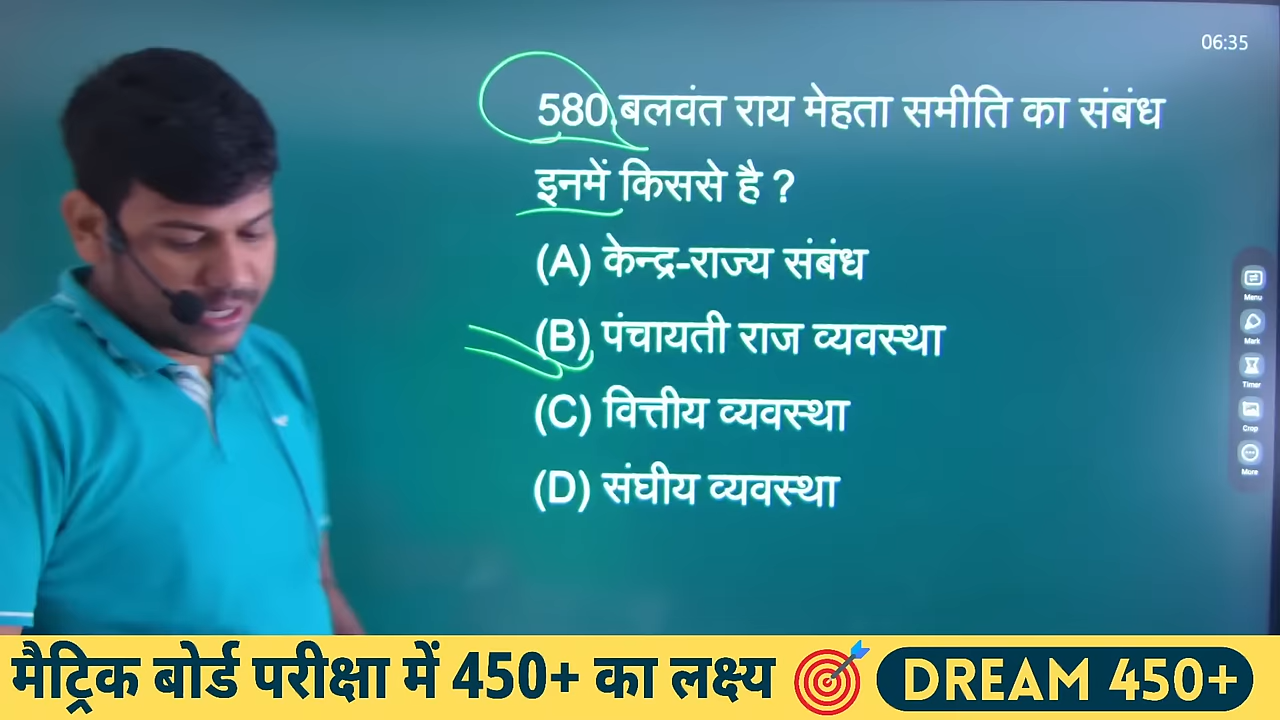 06:35
580.बलवंत राय मेहता समीति का संबंध
इनमें किससे है ?
(A) केन्द्र-राज्य संबंध
(B) पंचायती राज व्यवस्था
(C) वित्तीय व्यवस्था
(D) संघीय व्यवस्था
Menu
Mark
Timer
Crop
More
मैट्रिक बोर्ड परीक्षा में 450+ का लक्ष्य
DREAM 450+